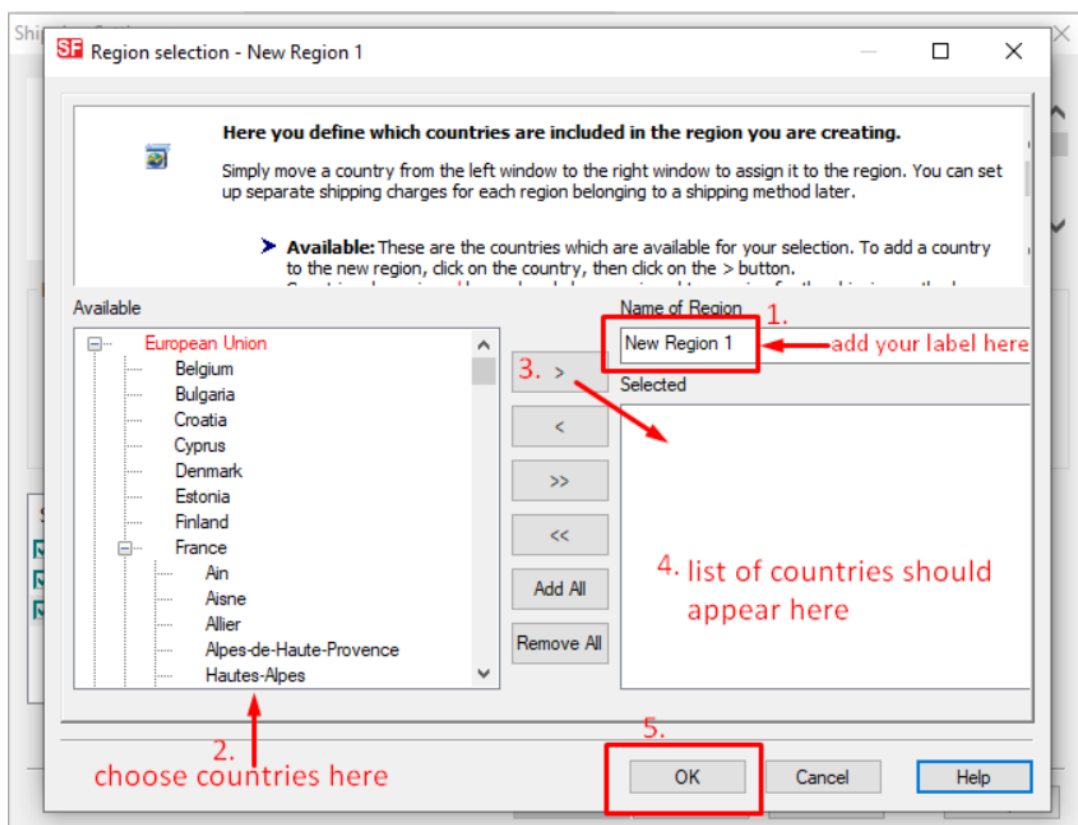 Shi
SF Region selection - New Region 1
Here you define which countries are included in the region you are creating.
Simply move a country from the left window to the right window to assign it to the region. You can set
up separate shipping charges for each region belonging to a shipping method later.
Available: These are the countries which are available for your selection. To add a country
to the new region, click on the country, then click on the > button.
Available
Name of Region
1.
New Region 1
add your label here
European Union
Belgium
Bulgaria
Croatia
Cyprus
Denmark
Estonia
Finland
France
Ain
Aisne
Allier
Alpes-de-Haute-Provence
Hautes-Alpes
3. >
<
>>
<<
Add All
Remove All
Selected
4. list of countries should
appear here
2.
choose countries here
5.
OK
Cancel
Help